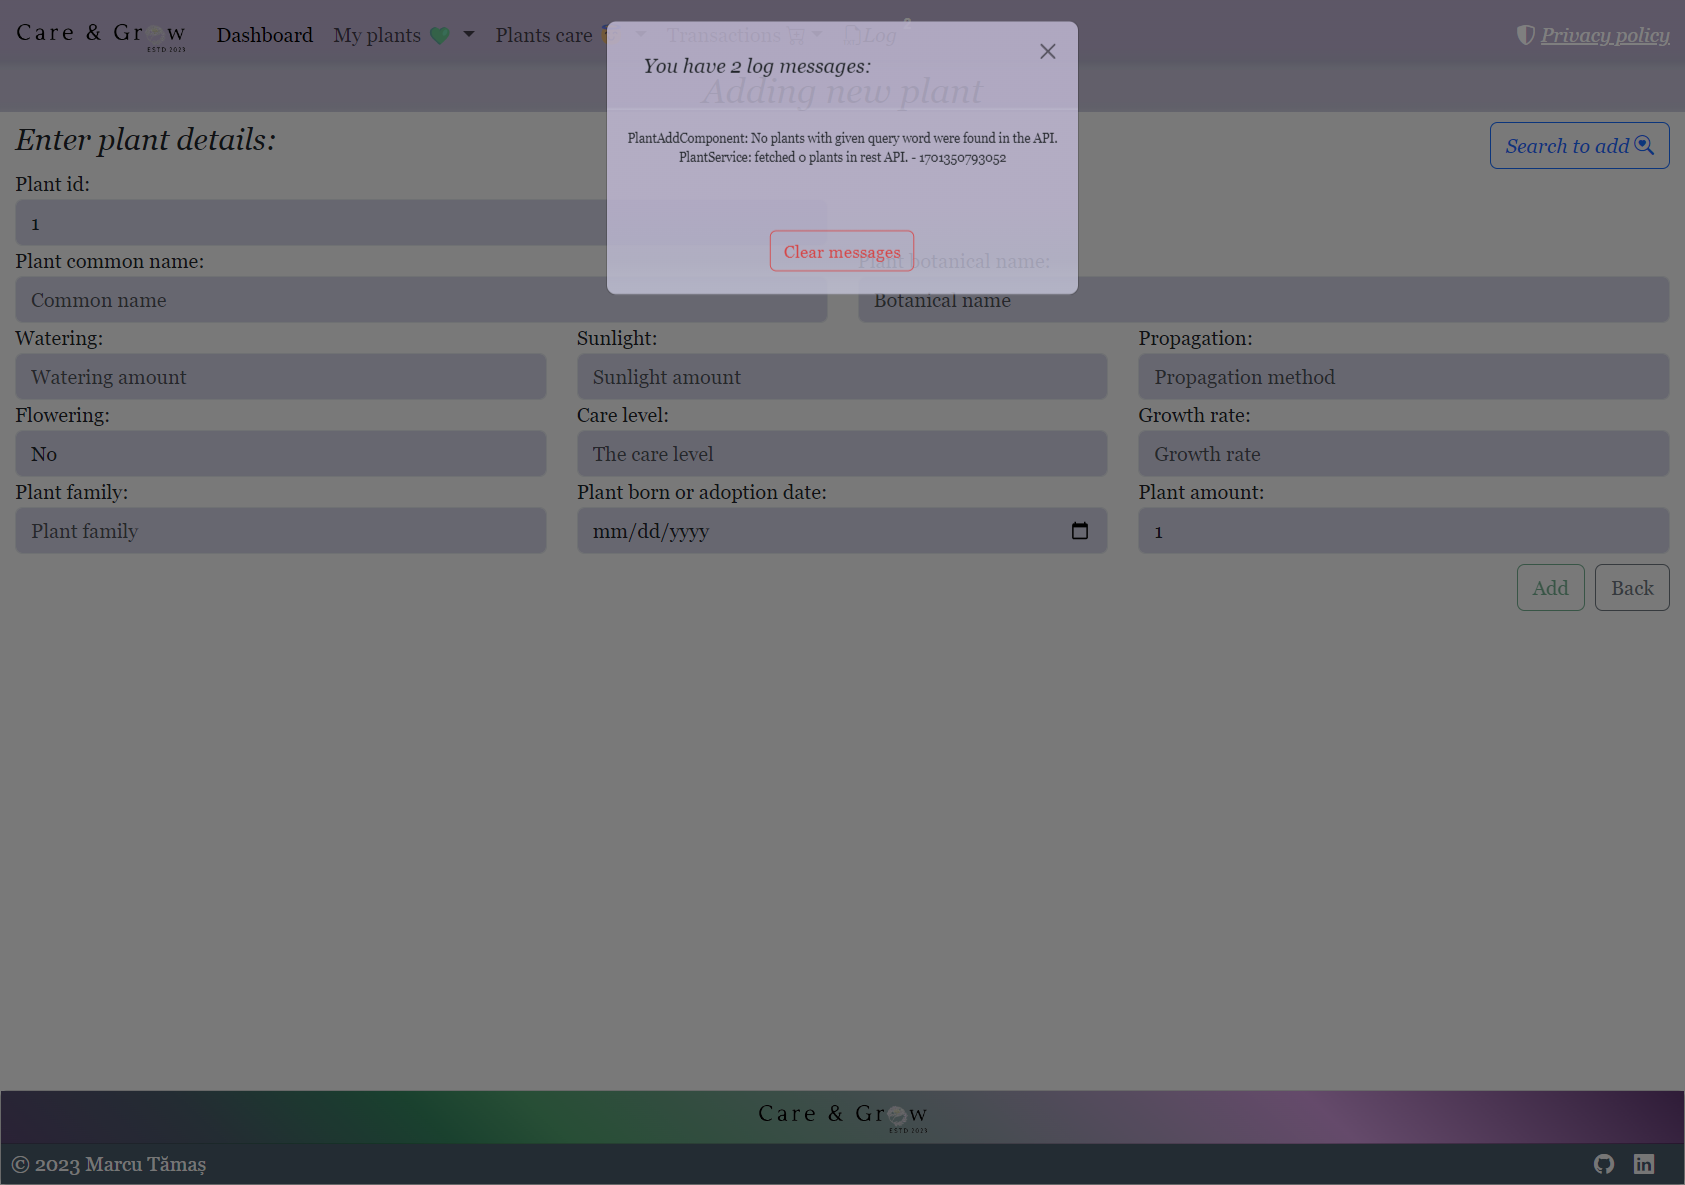 Care & Grow
ESTD 2023
Dashboard
My plants
Plants care
Transactions
Log
Privacy policy
You have 2 log messages:
Adding new plant
PlantAddComponent: No plants with given query word were found in the API.
PlantService: fetched 0 plants in rest API. - 1701350793052
Clear messages
Enter plant details:
Search to add
Plant id:
1
Plant common name:
Plant botanical name:
Common name
Botanical name
Watering:
Sunlight:
Propagation:
Watering amount
Sunlight amount
Propagation method
Flowering:
Care level:
Growth rate:
No
The care level
Growth rate
Plant family:
Plant born or adoption date:
Plant amount:
Plant family
mm/dd/yyyy
1
Add
Back
Care & Grow
ESTD 2023
© 2023 Marcu Tămaș
in